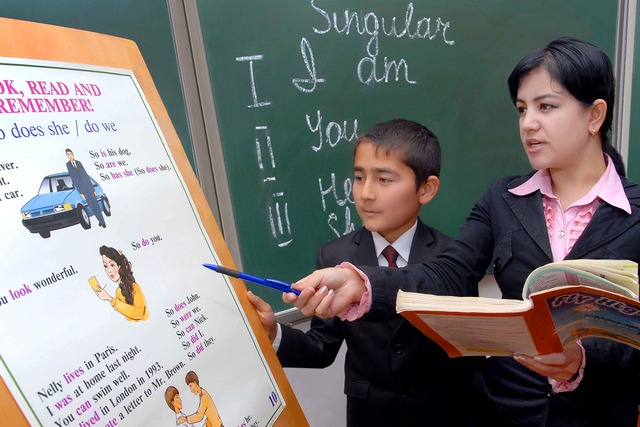 OK, READ AND
REMEMBER!
does she / do we
So is his dog.
So are we.
So has she (So does she).
car.
So do you.
look wonderful.
So does John.
So were we.
So can Nick.
So did I.
So did they.
Nelly lives in Paris.
I was at home last night.
You can swim well.
lived in London in 1993.
a letter to Mr. Brown.
10
Singular
I I am
II You
III He